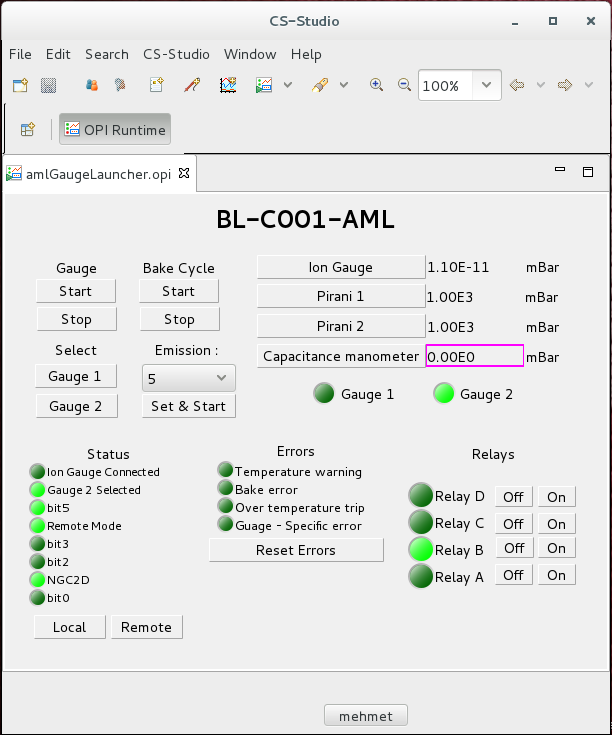 CS-Studio
File Edit Search CS-Studio Window Help
100%
OPI Runtime
amlGaugeLauncher.opi
BL-C001-AML
Gauge Bake Cycle
Start Start
Stop Stop
Select Emission :
Gauge 1 5
Gauge 2 Set & Start
Ion Gauge 1.10E-11 mBar
Pirani 1 1.00E3 mBar
Pirani 2 1.00E3 mBar
Capacitance manometer 0.00E0 mBar
Gauge 1 Gauge 2
Status
Ion Gauge Connected
Gauge 2 Selected
bit5
Remote Mode
bit3
bit2
NGC2D
bit0
Local Remote
Errors
Temperature warning
Bake error
Over temperature trip
Guage - Specific error
Reset Errors
Relays
Relay D Off On
Relay C Off On
Relay B Off On
Relay A Off On
mehmet